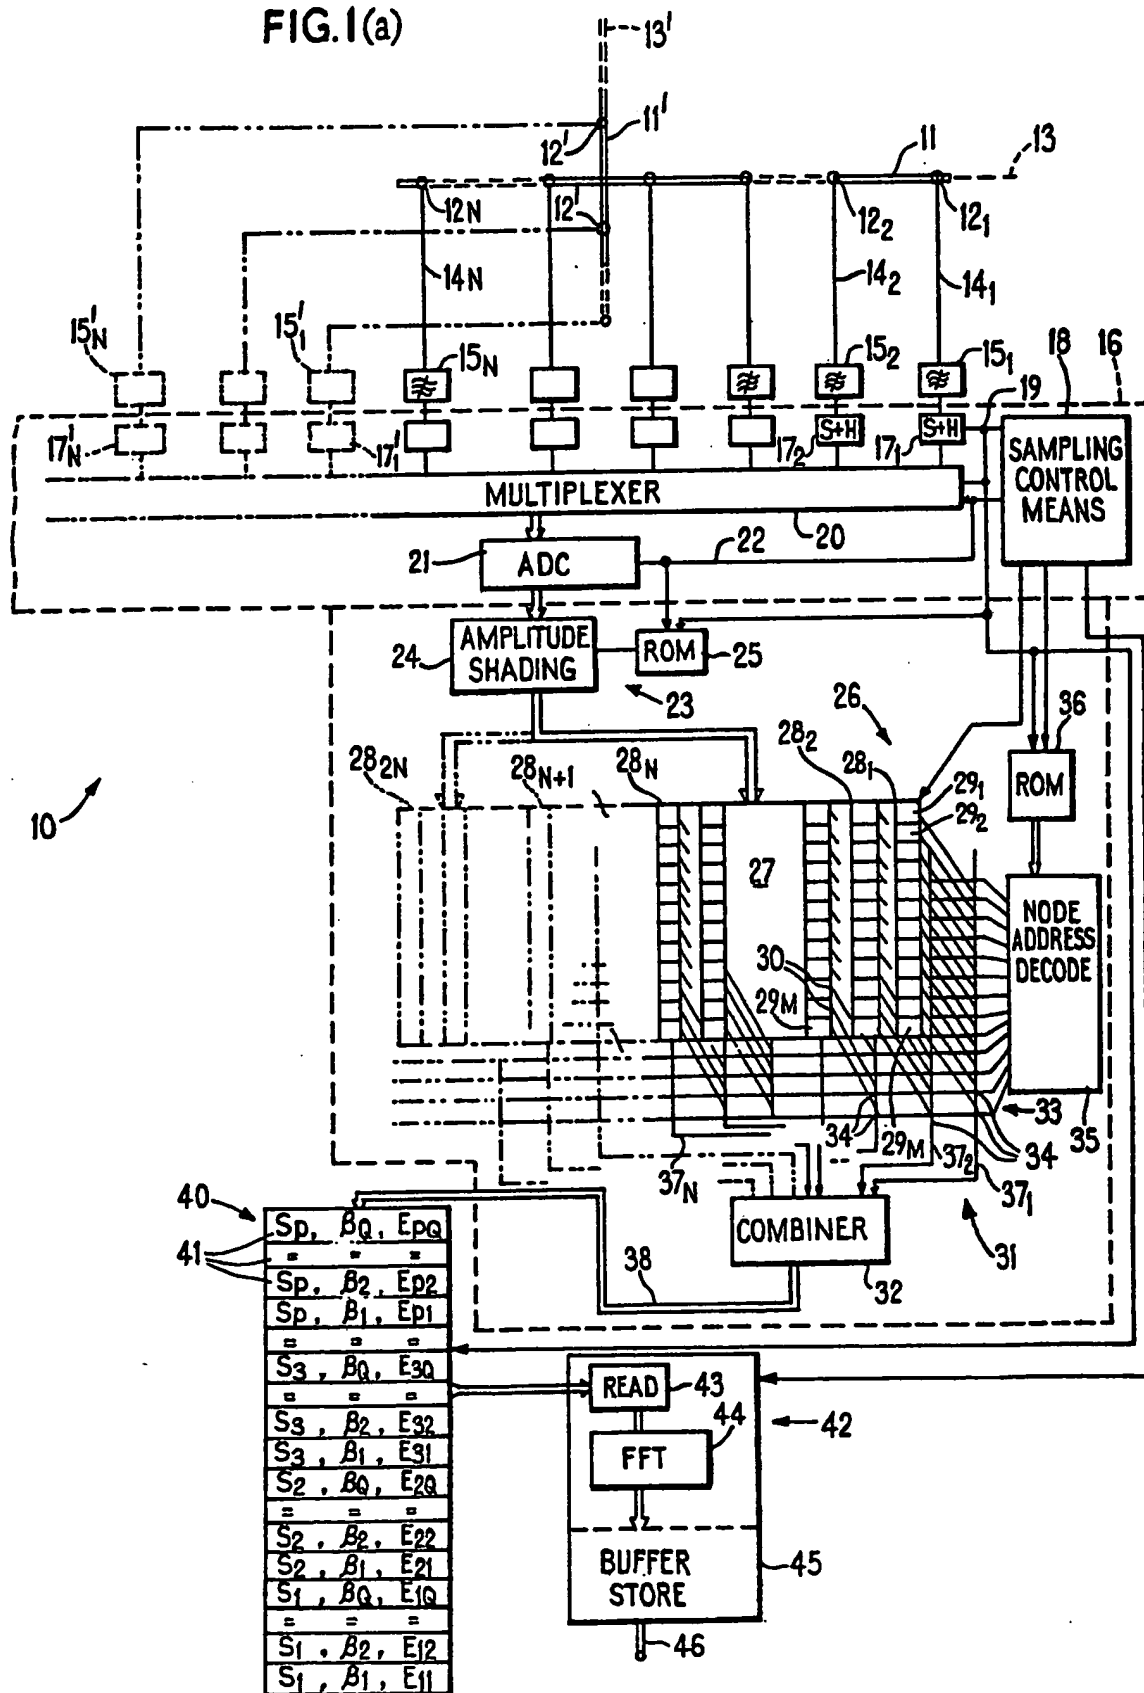 FIG.1(a)
13'
11'
12'
11
13
12N
12'
12₂
12₁
14N
14₂
14₁
15'N
15'₁
15N
15₂
15₁
18
16
19
17'N
17'₁
S+H
17₂
S+H
17₁
SAMPLING
CONTROL
MEANS
MULTIPLEXER
20
21
ADC
22
24
AMPLITUDE
SHADING
ROM
25
23
26
36
28₂N
28N+1
28N
28₂
28₁
29₁
29₂
ROM
10
27
NODE
ADDRESS
DECODE
30
29M
34
29M
37₂
34
33
35
37N
37₁
40
41
COMBINER
31
38
32
Sp, βQ, EpQ
= = =
Sp, β2, Ep2
Sp, β1, Ep1
= = =
S3, βQ, E3Q
= = =
S3, β2, E32
S3, β1, E31
S2, βQ, E2Q
= = =
S2, β2, E22
S2, β1, E21
S1, βQ, E1Q
= = =
S1, β2, E12
S1, β1, E11
READ
43
44
42
FFT
BUFFER
STORE
45
46